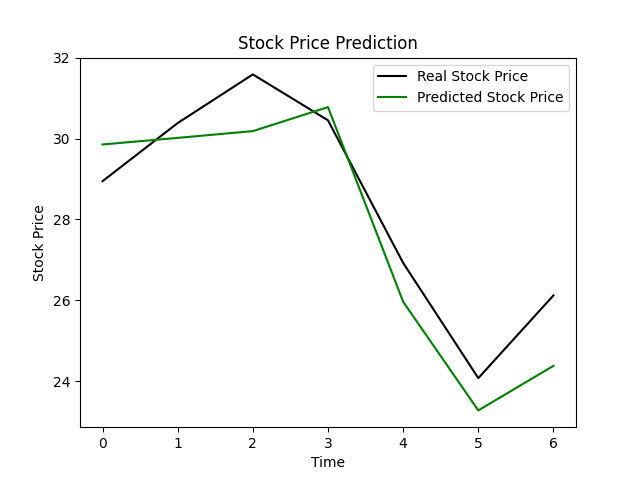 Stock Price Prediction
Real Stock Price
Predicted Stock Price
Stock Price
32
30
28
26
24
0 1 2 3 4 5 6
Time